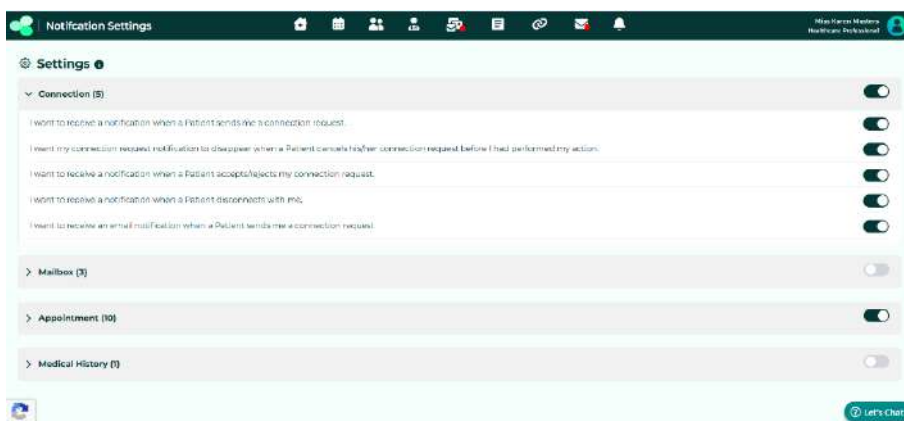 Notifcation Settings
Miss Karen Masters
Healthcare Professional
Settings
Connection (5)
I want to receive a notification when a Patient sends me a connection request.
I want my connection request notification to disappear when a Patient cancels his/her connection request before I had performed my action.
I want to receive a notification when a Patient accepts/rejects my connection request.
I want to receive a notification when a Patient disconnects with me.
I want to receive an email notification when a Patient sends me a connection request
Mailbox (3)
Appointment (10)
Medical History (1)
Let's Chat